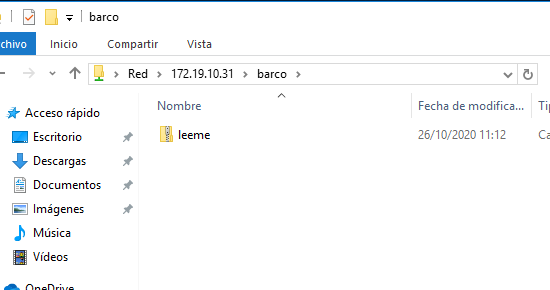 barco
chivo Inicio Compartir Vista
Red 172.19.10.31 barco
Acceso rápido
Escritorio
Descargas
Documentos
Imágenes
Música
Vídeos
OneDrive
Nombre Fecha de modifica... Ti
leeme 26/10/2020 11:12 Ca